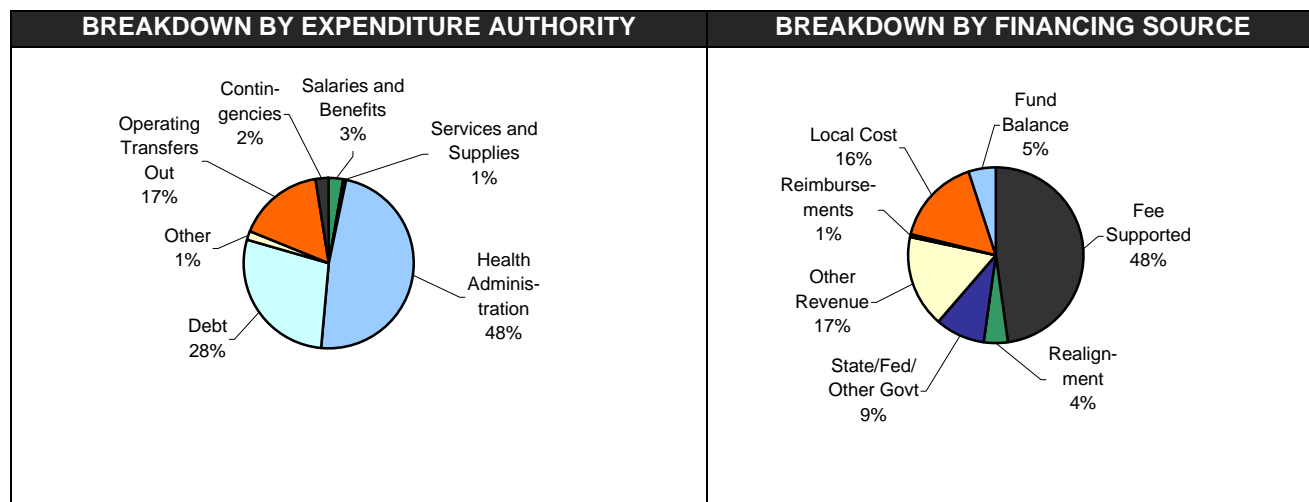 BREAKDOWN BY EXPENDITURE AUTHORITY
Contin-
gencies
2%
Salaries and
Benefits
3%
Services and
Supplies
1%
Operating
Transfers
Out
17%
Other
1%
Debt
28%
Health
Adminis-
tration
48%
BREAKDOWN BY FINANCING SOURCE
Fund
Balance
5%
Local Cost
16%
Reimburse-
ments
1%
Fee
Supported
48%
Other
Revenue
17%
State/Fed/
Other Govt
9%
Realign-
ment
4%